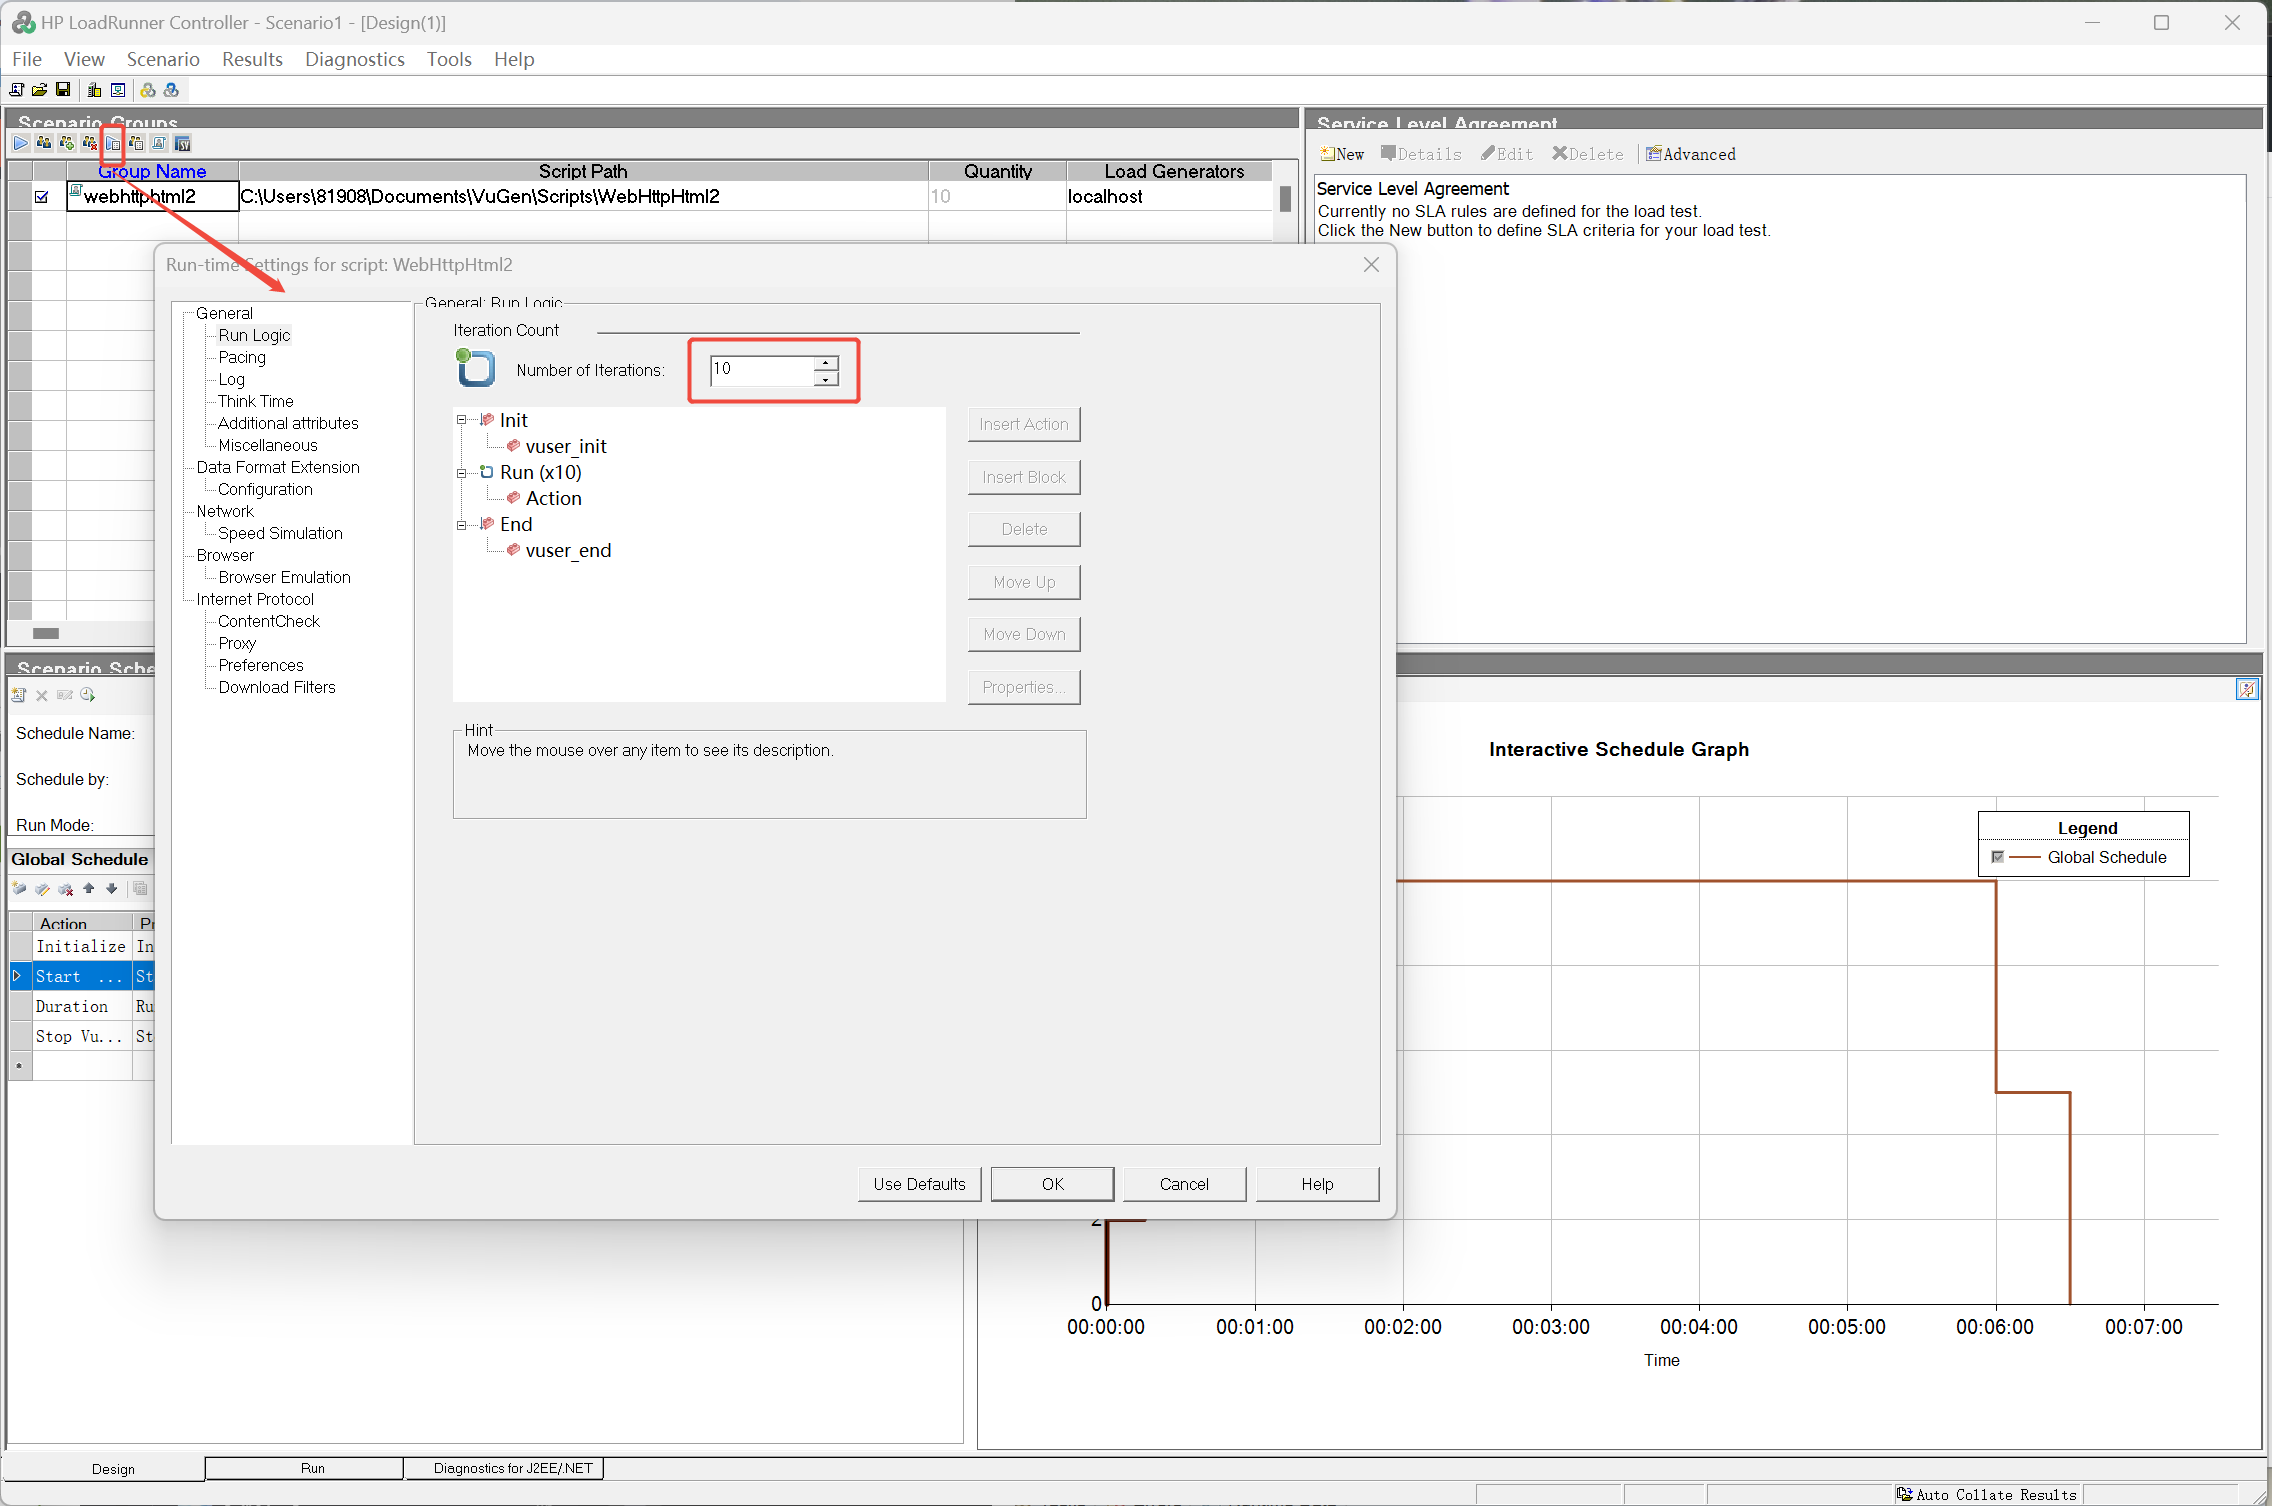 HP LoadRunner Controller - Scenario1 - [Design(1)]
File View Scenario Results Diagnostics Tools Help
Scenario Groups
Group Name Script Path Quantity Load Generators
webhttphtml2 C:\Users\81908\Documents\VuGen\Scripts\WebHttpHtml2 10 localhost
Service Level Agreement
New Details Edit Delete Advanced
Service Level Agreement
Currently no SLA rules are defined for the load test.
Click the New button to define SLA criteria for your load test.
Run-time Settings for script: WebHttpHtml2
General
Run Logic
Pacing
Log
Think Time
Additional attributes
Miscellaneous
Data Format Extension
Configuration
Network
Speed Simulation
Browser
Browser Emulation
Internet Protocol
ContentCheck
Proxy
Preferences
Download Filters
General: Run Logic
Iteration Count
Number of Iterations: 10
Init
vuser_init
Run (x10)
Action
End
vuser_end
Insert Action
Insert Block
Delete
Move Up
Move Down
Properties...
Hint
Move the mouse over any item to see its description.
Use Defaults OK Cancel Help
Scenario Sche
Schedule Name:
Schedule by:
Run Mode:
Global Schedule
Action P
Initialize In
Start ... St
Duration Ru
Stop Vu... St
*
Interactive Schedule Graph
Legend
Global Schedule
2
0
00:00:00 00:01:00 00:02:00 00:03:00 00:04:00 00:05:00 00:06:00 00:07:00
Time
Design Run Diagnostics for J2EE/.NET
Auto Collate Results